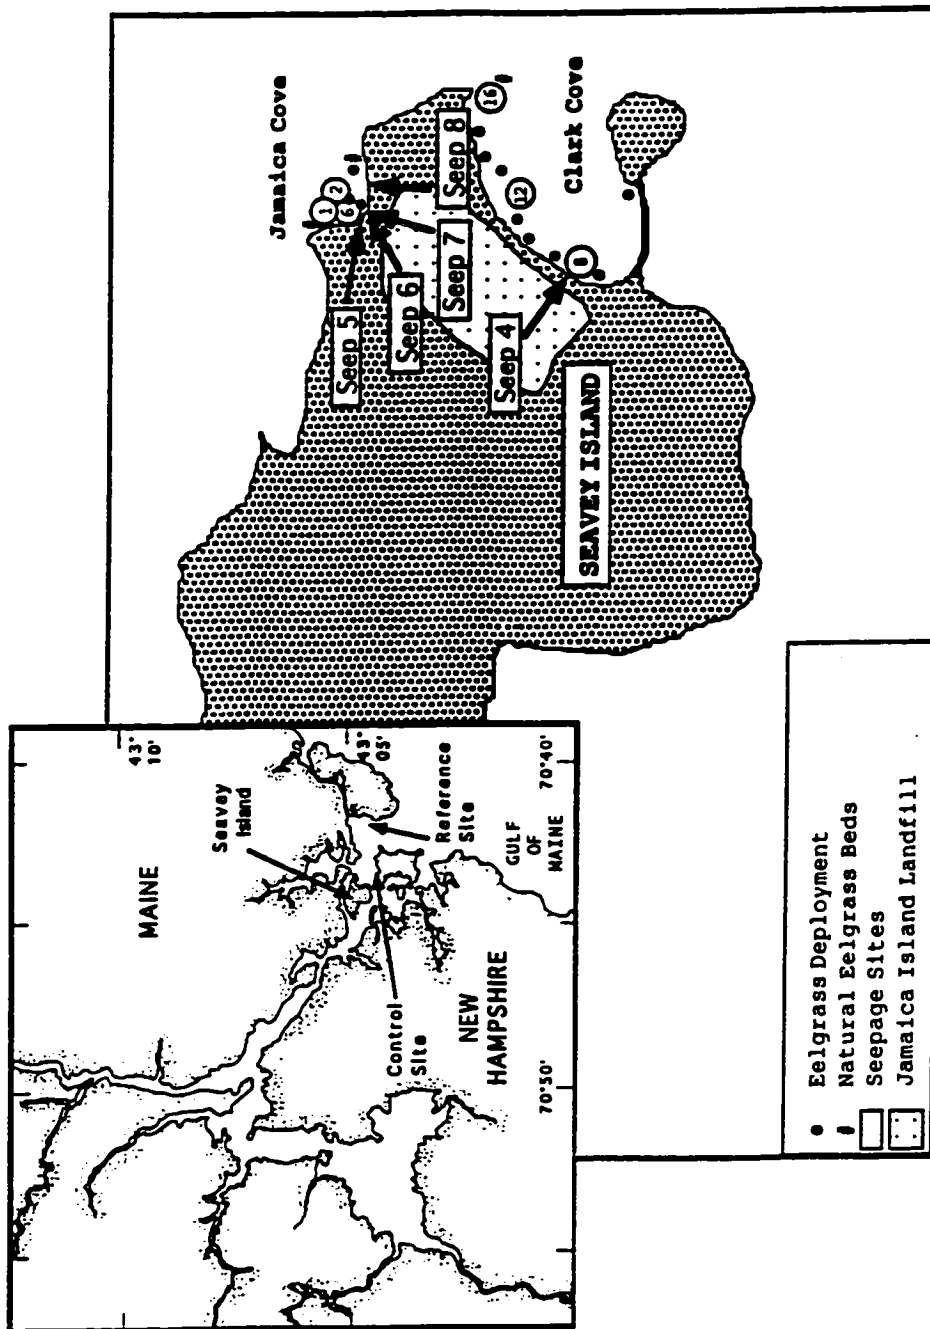 MAINE
Seavey
Island
43°
10'
43°
05'
Reference
Site
GULF
OF
MAINE
Control
Site
NEW
HAMPSHIRE
70°50'
70°40'
Jamaica Cove
1
2
6
Seep 5
Seep 6
Seep 7
Seep 8
16
12
Clark Cove
Seep 4
8
SEAVEY ISLAND
Eelgrass Deployment
Natural Eelgrass Beds
Seepage Sites
Jamaica Island Landfill